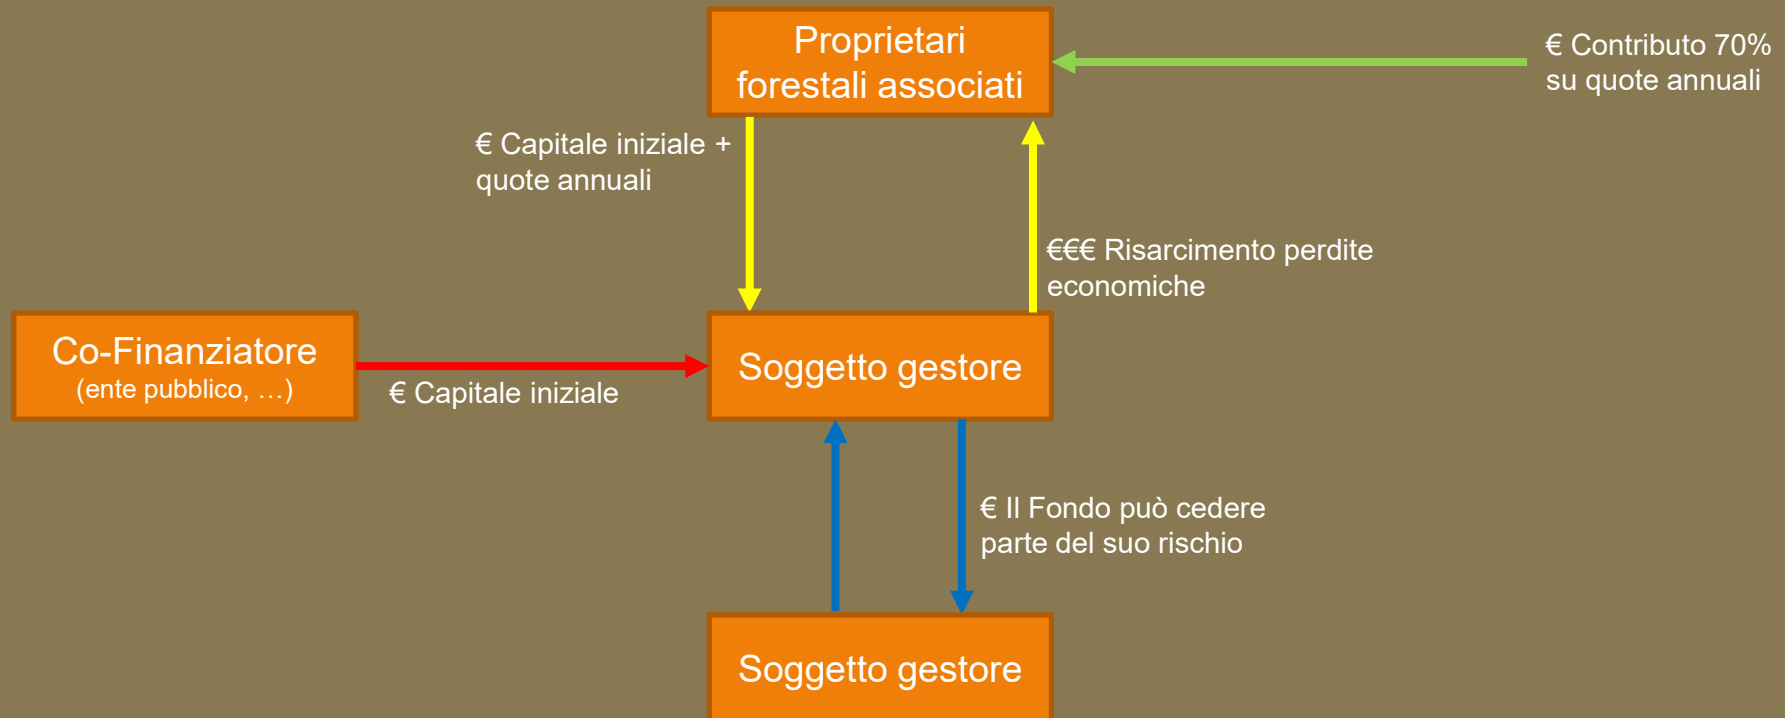 Proprietari
forestali associati
€ Contributo 70%
su quote annuali
€ Capitale iniziale +
quote annuali
€€€ Risarcimento perdite
economiche
Co-Finanziatore
(ente pubblico, …)
€ Capitale iniziale
Soggetto gestore
€ Il Fondo può cedere
parte del suo rischio
Soggetto gestore